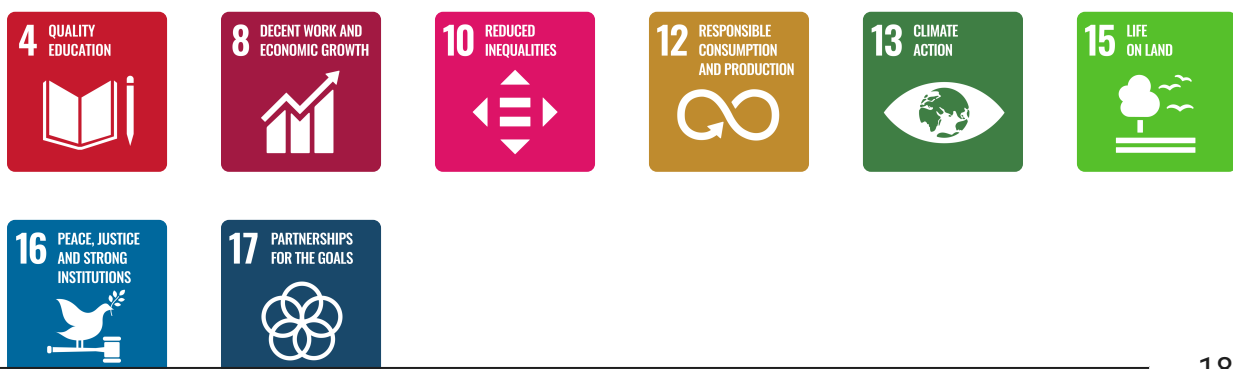 4 QUALITY
EDUCATION
8 DECENT WORK AND
ECONOMIC GROWTH
10 REDUCED
INEQUALITIES
12 RESPONSIBLE
CONSUMPTION
AND PRODUCTION
13 CLIMATE
ACTION
15 LIFE
ON LAND
16 PEACE, JUSTICE
AND STRONG
INSTITUTIONS
17 PARTNERSHIPS
FOR THE GOALS
18